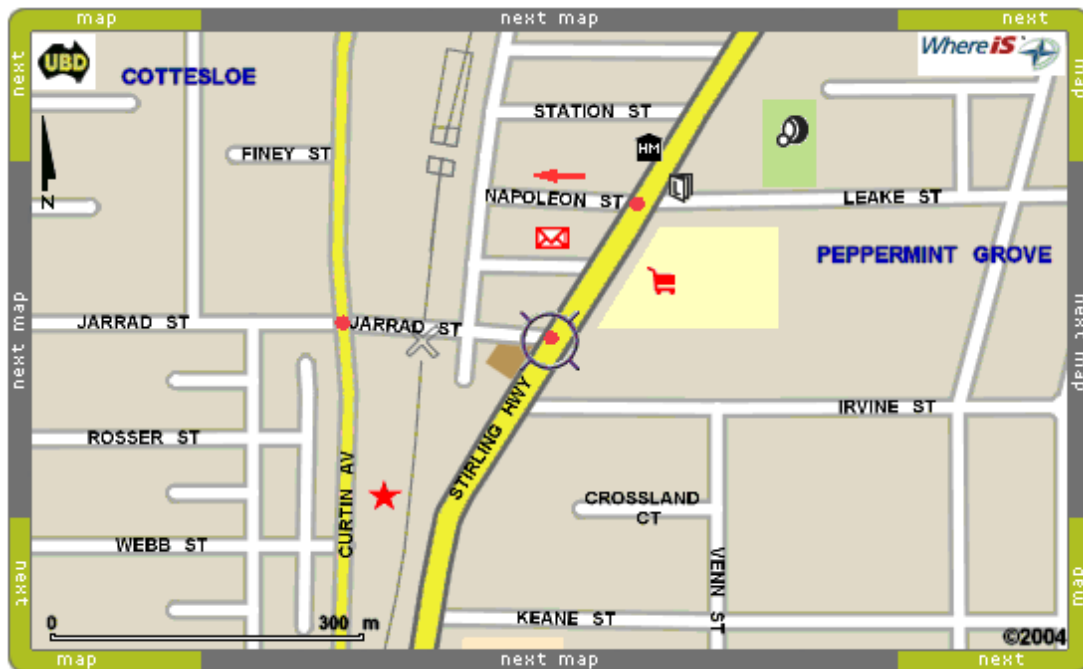 map
next map
next
next
map
UBD
WhereiS
COTTESLOE
STATION ST
FINEY ST
HM
N
NAPOLEON ST
LEAKE ST
PEPPERMINT GROVE
next map
next map
JARRAD ST
JARRAD ST
STIRLING HWY
IRVINE ST
ROSSER ST
CURTIN AV
CROSSLAND
CT
WEBB ST
VENN ST
next
map
0
300 m
KEANE ST
©2004
map
next map
next